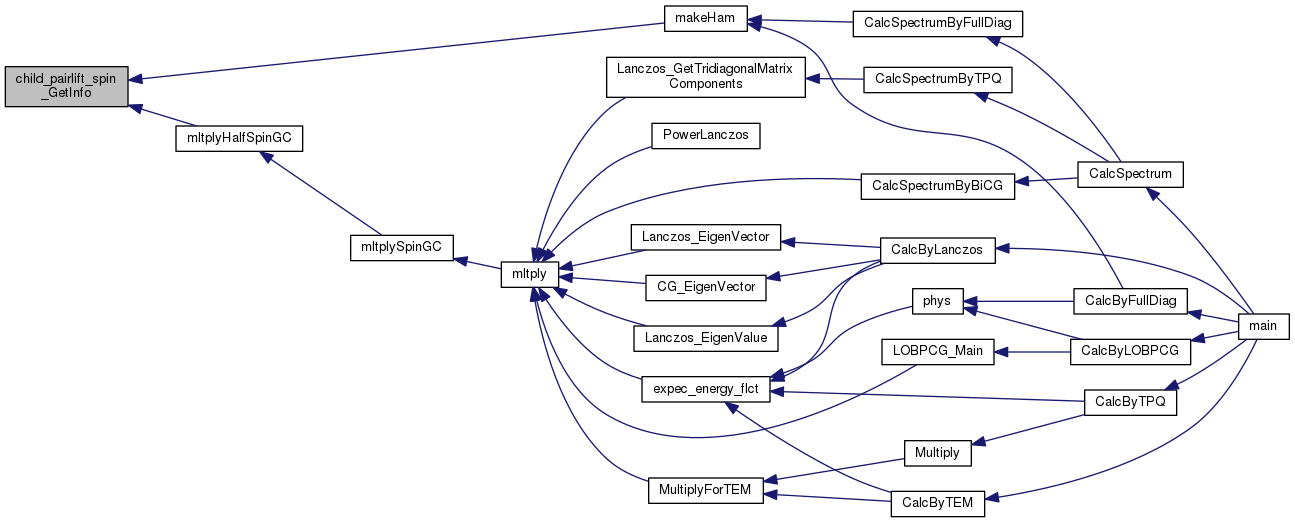 child_pairlift_spin
_GetInfo
makeHam
mltplyHalfSpinGC
mltplySpinGC
mltply
Lanczos_GetTridiagonalMatrix
Components
PowerLanczos
Lanczos_EigenVector
CG_EigenVector
Lanczos_EigenValue
expec_energy_flct
MultiplyForTEM
CalcSpectrumByFullDiag
CalcSpectrumByTPQ
CalcSpectrumByBiCG
CalcByLanczos
phys
LOBPCG_Main
Multiply
CalcByTEM
CalcSpectrum
CalcByFullDiag
CalcByLOBPCG
CalcByTPQ
main